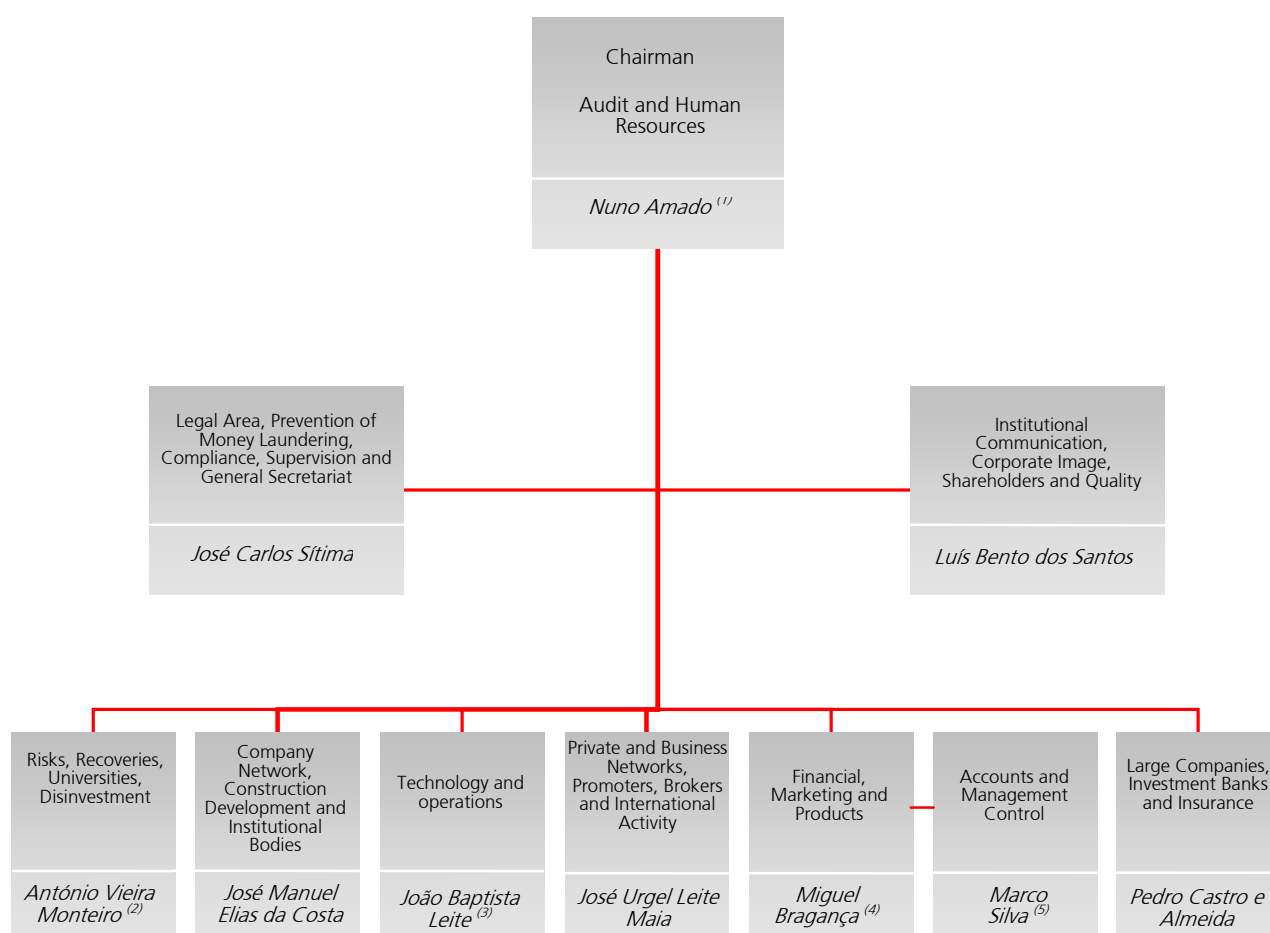 Chairman
Audit and Human
Resources
Nuno Amado (1)
Legal Area, Prevention of
Money Laundering,
Compliance, Supervision and
General Secretariat
José Carlos Sítima
Institutional
Communication,
Corporate Image,
Shareholders and Quality
Luís Bento dos Santos
Risks, Recoveries,
Universities,
Disinvestment
António Vieira
Monteiro (2)
Company
Network,
Construction
Development and
Institutional
Bodies
José Manuel
Elias da Costa
Technology and
operations
João Baptista
Leite (3)
Private and Business
Networks,
Promoters, Brokers
and International
Activity
José Urgel Leite
Maia
Financial,
Marketing and
Products
Miguel
Bragança (4)
Accounts and
Management
Control
Marco
Silva (5)
Large Companies,
Investment Banks
and Insurance
Pedro Castro e
Almeida